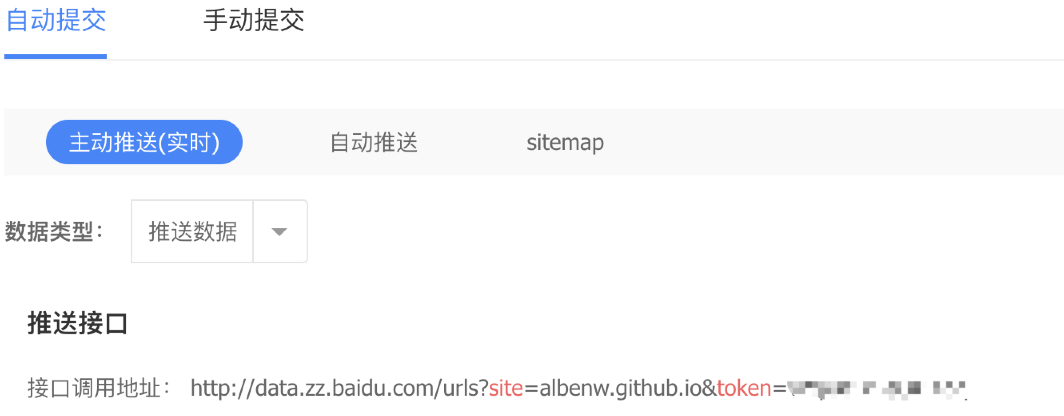 自动提交 手动提交
主动推送(实时) 自动推送 sitemap
数据类型: 推送数据
推送接口
接口调用地址: http://data.zz.baidu.com/urls?site=albenw.github.io&token=